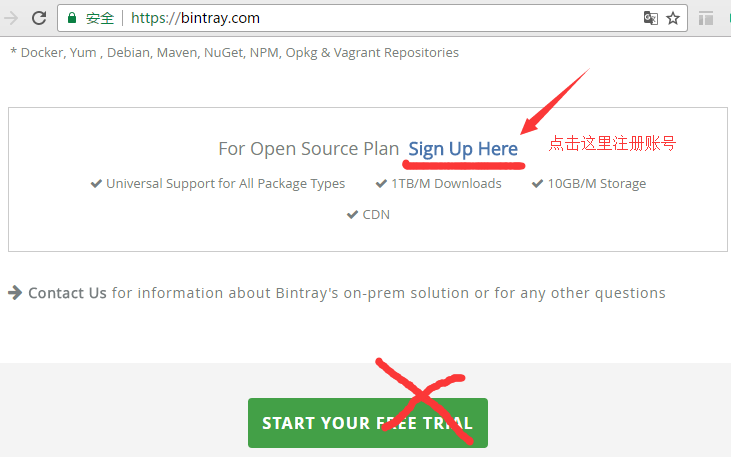 安全 | https://bintray.com
* Docker, Yum , Debian, Maven, NuGet, NPM, Opkg & Vagrant Repositories
For Open Source Plan Sign Up Here
点击这里注册账号
Universal Support for All Package Types 1TB/M Downloads 10GB/M Storage
CDN
Contact Us for information about Bintray's on-prem solution or for any other questions
START YOUR FREE TRIAL